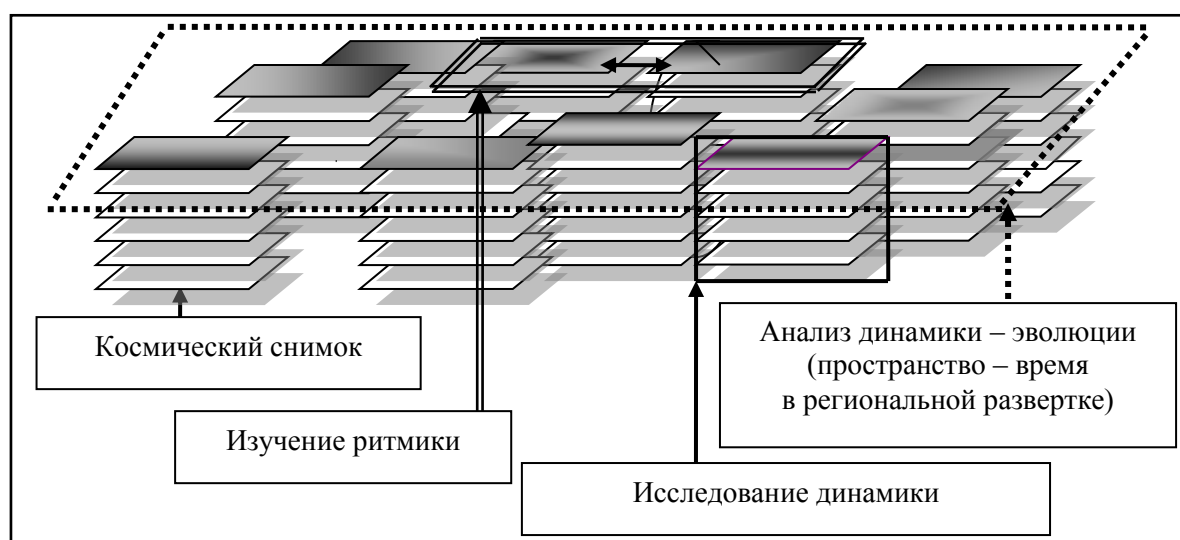 Космический снимок
Изучение ритмики
Исследование динамики
Анализ динамики – эволюции
(пространство – время
в региональной развертке)